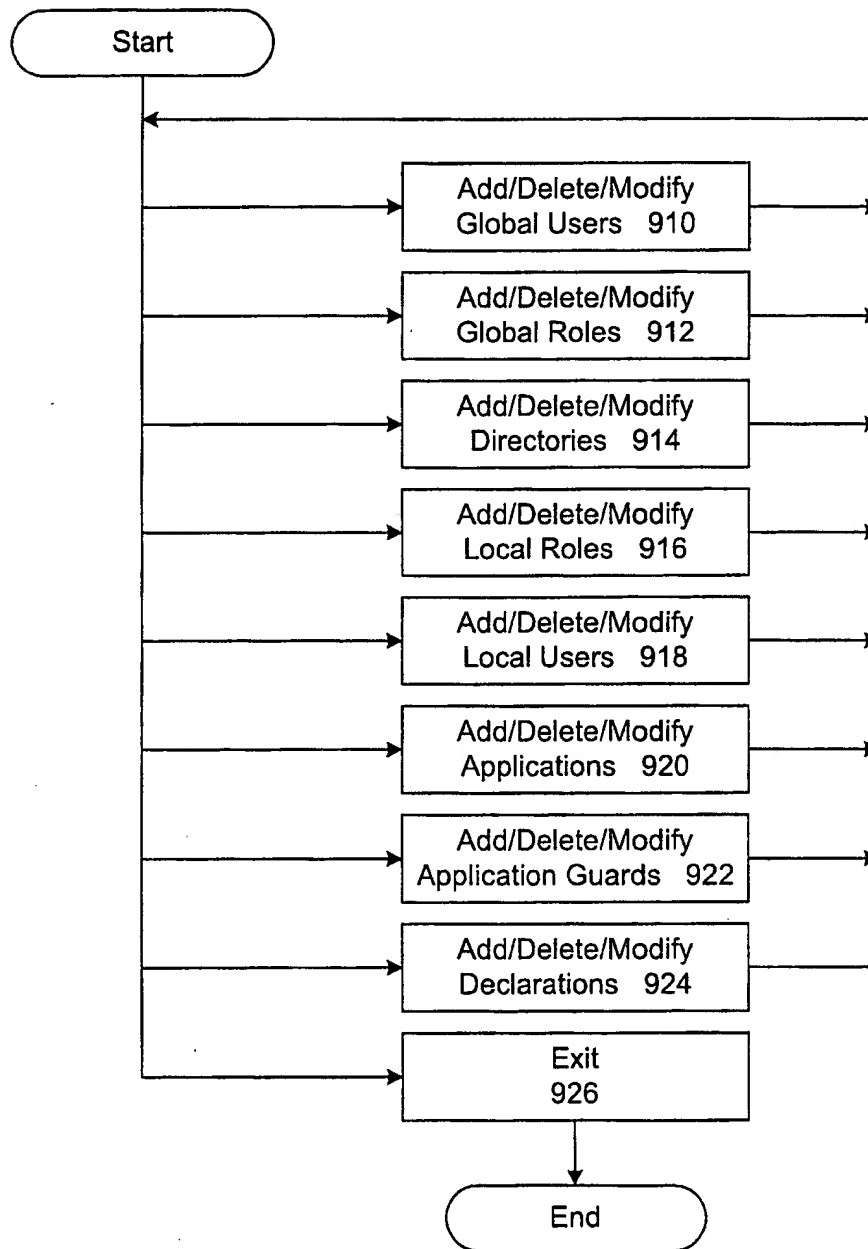 Start
Add/Delete/Modify
Global Users 910
Add/Delete/Modify
Global Roles 912
Add/Delete/Modify
Directories 914
Add/Delete/Modify
Local Roles 916
Add/Delete/Modify
Local Users 918
Add/Delete/Modify
Applications 920
Add/Delete/Modify
Application Guards 922
Add/Delete/Modify
Declarations 924
Exit
926
End